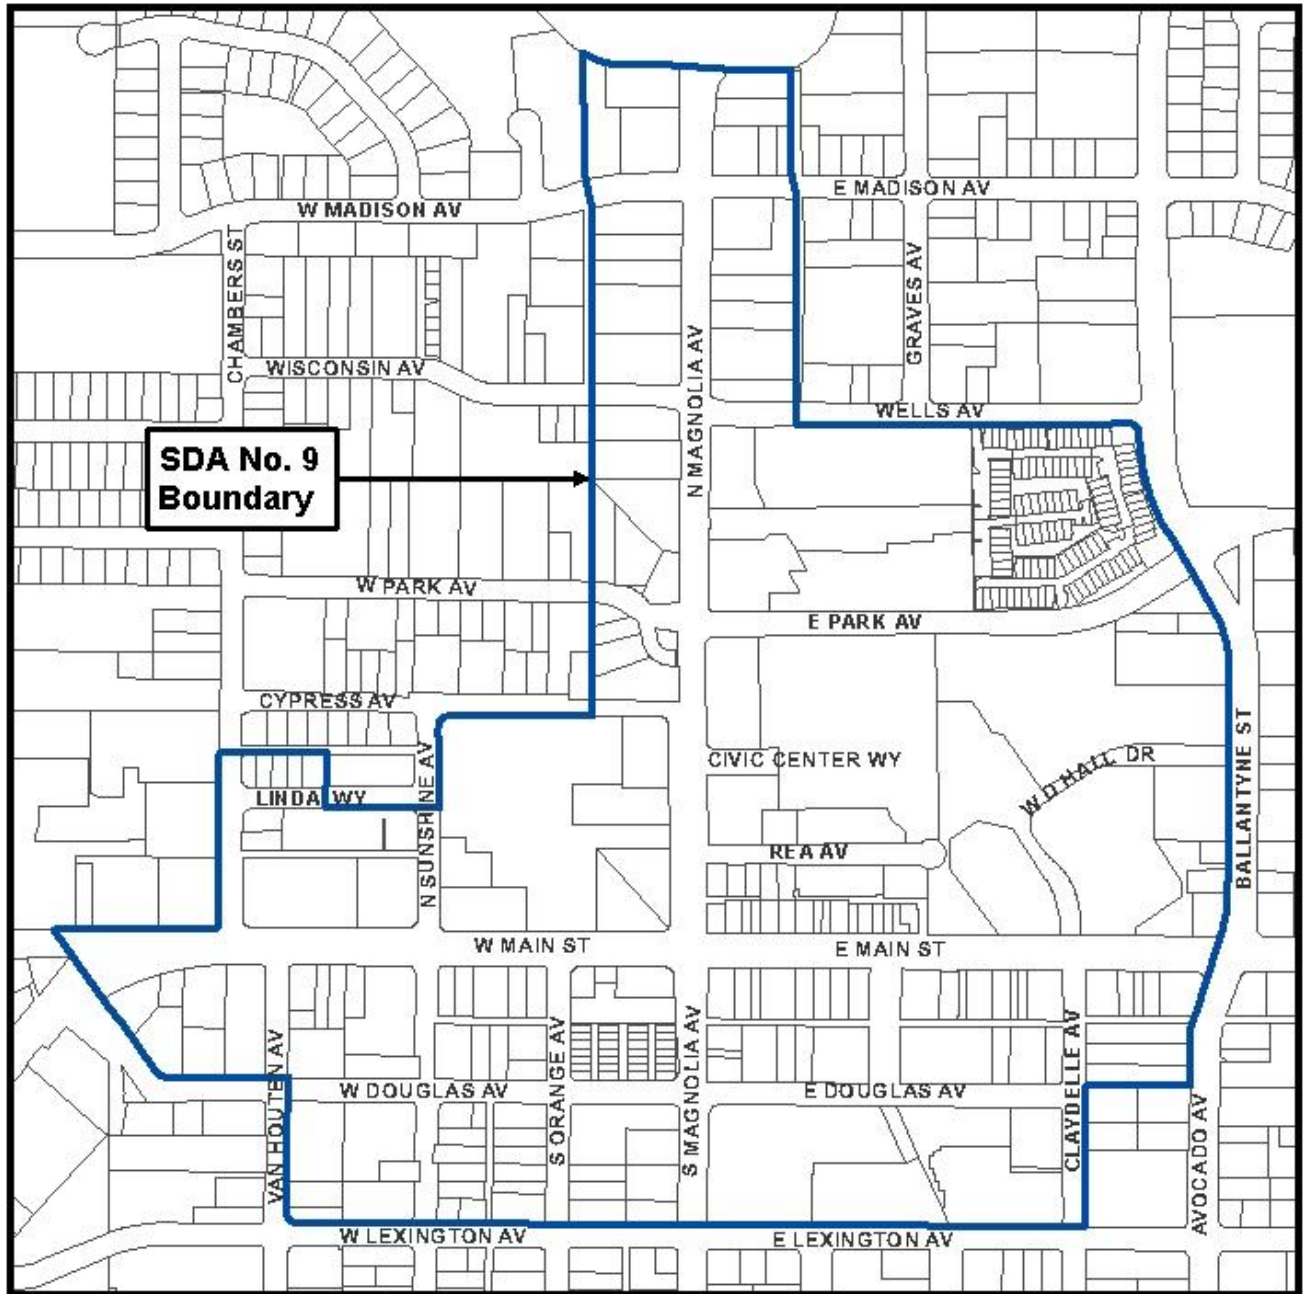 E MADISON AV
W MADISON AV
CHAMBERS ST
GRAVES AV
N MAGNOLIA AV
WISCONSIN AV
WELLS AV
SDA No. 9
Boundary
W PARK AV
E PARK AV
CYPRESS AV
N SUNSHINE AV
CIVIC CENTER WY
W D HALL DR
BALLANTYNE ST
LINDA WY
REA AV
W MAIN ST
E MAIN ST
VAN HOUTEN AV
S ORANGE AV
S MAGNOLIA AV
CLAYDELLE AV
W DOUGLAS AV
E DOUGLAS AV
AVOCADO AV
W LEXINGTON AV
E LEXINGTON AV